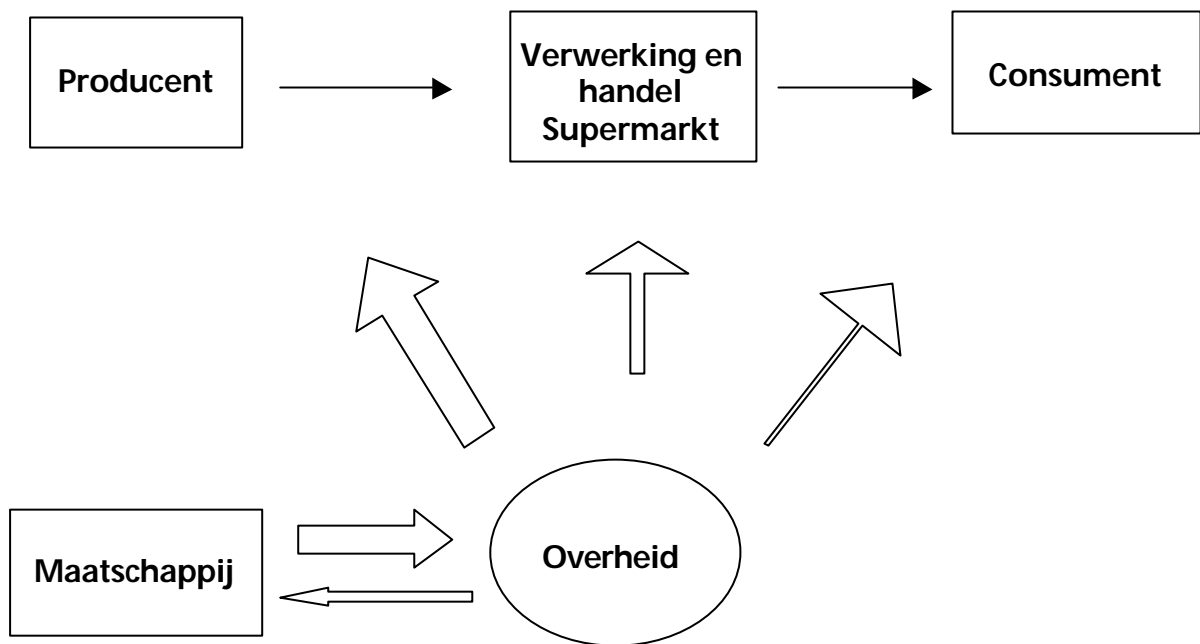 Producent
Verwerking en
handel
Supermarkt
Consument
Maatschappij
Overheid